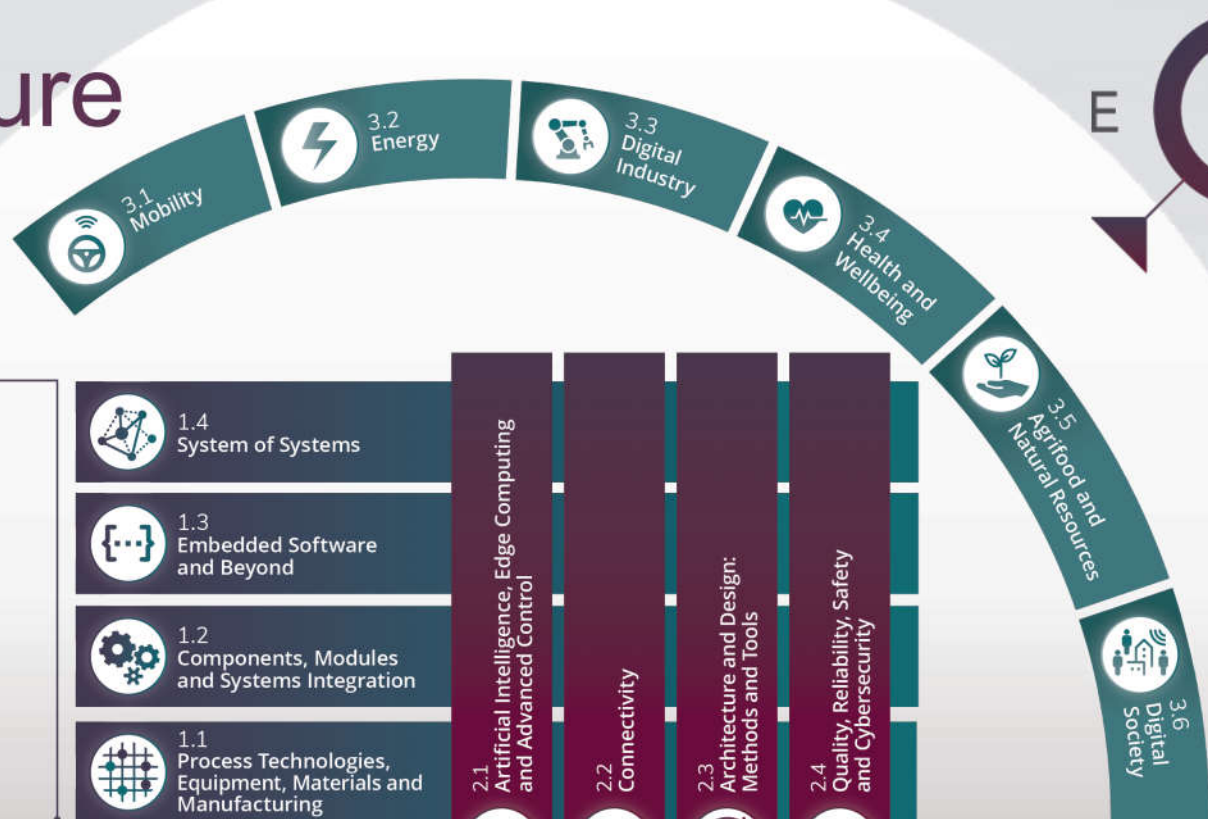 ure
E
3.1
Mobility
3.2
Energy
3.3
Digital
Industry
3.4
Health and
Wellbeing
3.5
Agrifood and
Natural Resources
3.6
Digital
Society
1.4
System of Systems
1.3
Embedded Software
and Beyond
1.2
Components, Modules
and Systems Integration
1.1
Process Technologies,
Equipment, Materials and
Manufacturing
2.1
Artificial Intelligence, Edge Computing
and Advanced Control
2.2
Connectivity
2.3
Architecture and Design:
Methods and Tools
2.4
Quality, Reliability, Safety
and Cybersecurity